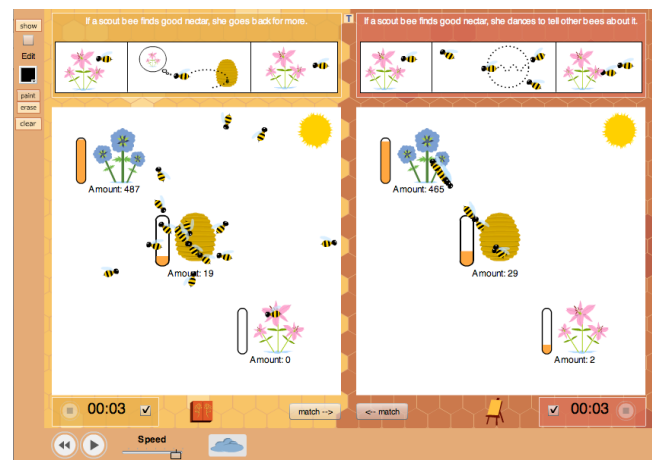 show
Edit
paint
erase
clear
If a scout bee finds good nectar, she goes back for more.
T
If a scout bee finds good nectar, she dances to tell other bees about it.
Amount: 487
Amount: 19
Amount: 0
Amount: 465
Amount: 29
Amount: 2
00:03
match -->
<-- match
00:03
Speed